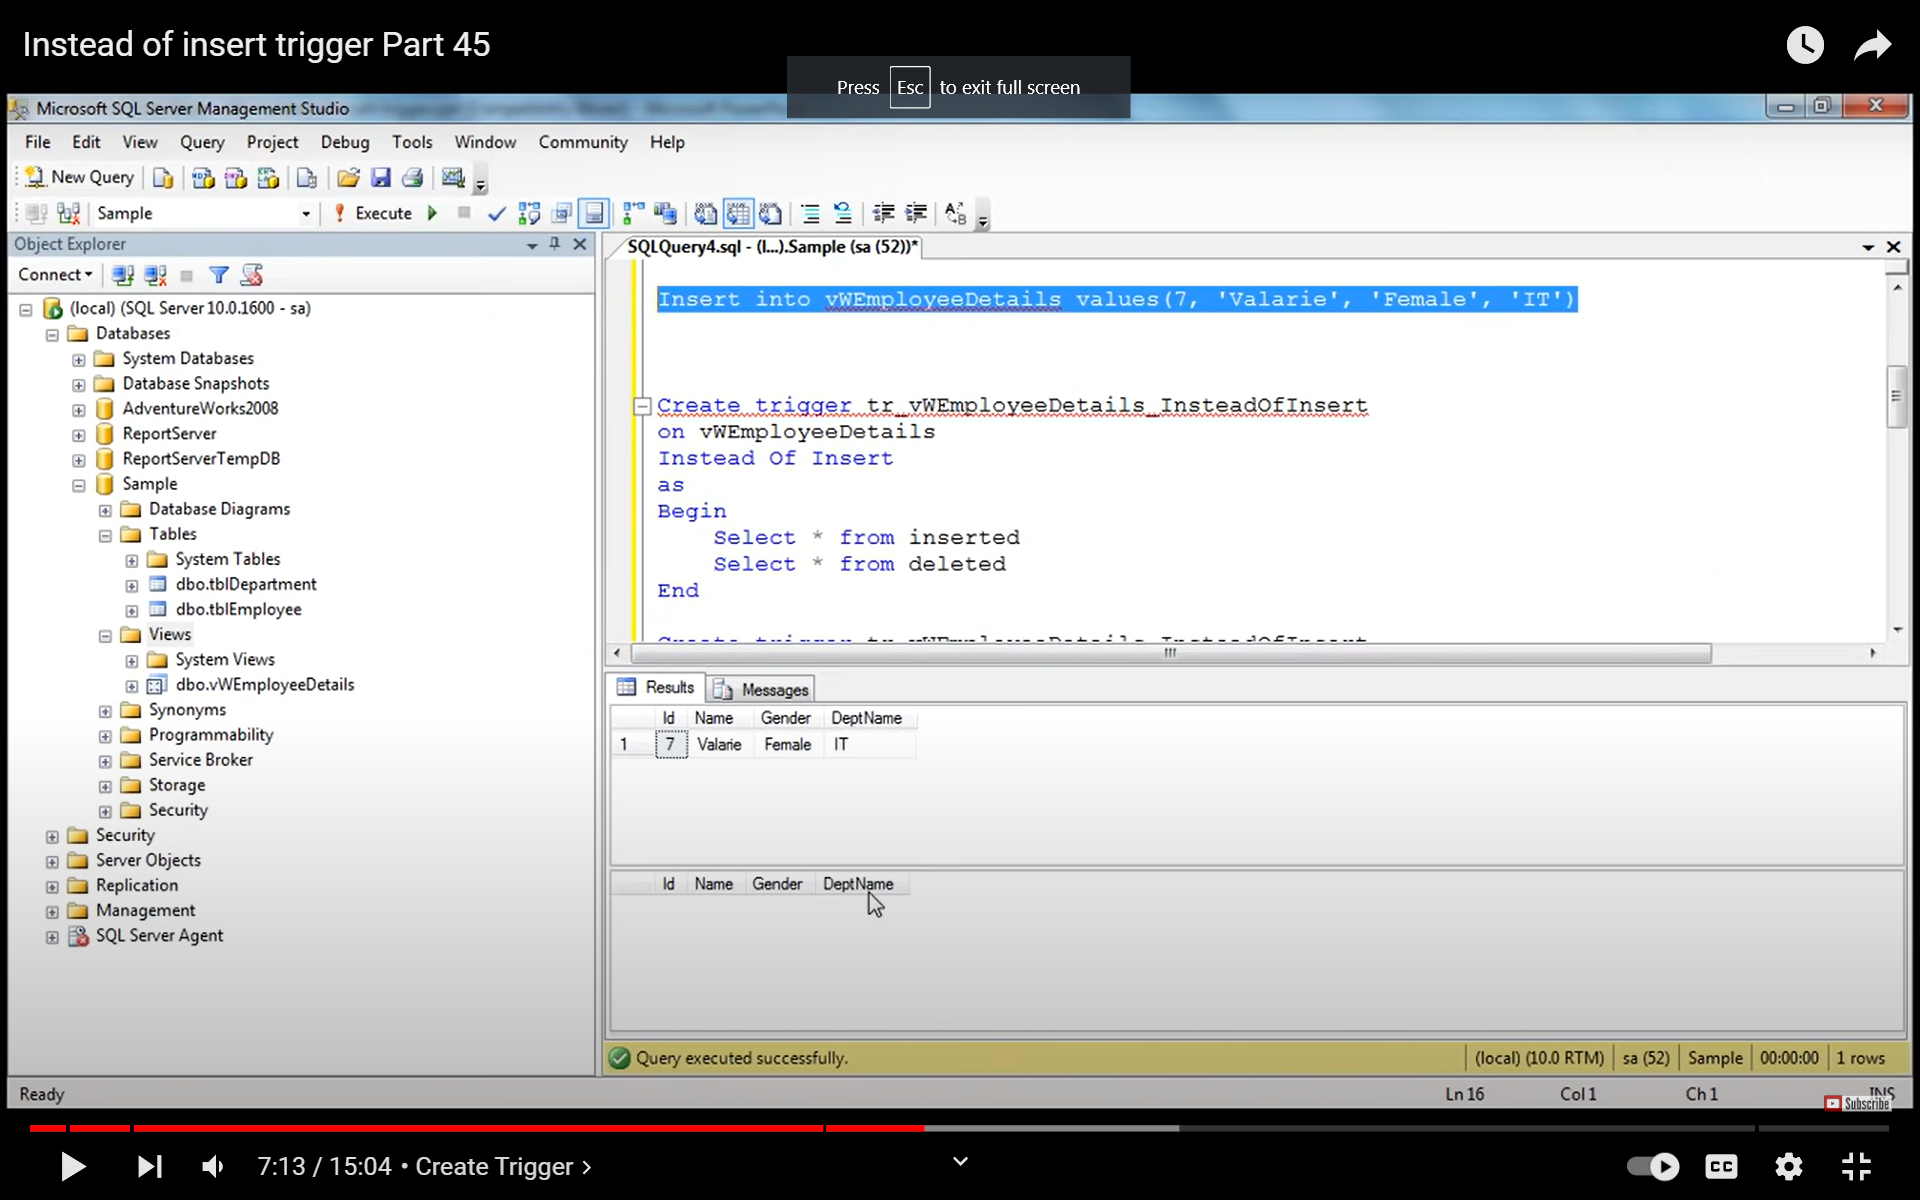 Instead of insert trigger Part 45
Press Esc to exit full screen
Microsoft SQL Server Management Studio
File Edit View Query Project Debug Tools Window Community Help
New Query
Sample Execute
Object Explorer
SQLQuery4.sql - (l...).Sample (sa (52))*
Connect
(local) (SQL Server 10.0.1600 - sa)
Databases
System Databases
Database Snapshots
AdventureWorks2008
ReportServer
ReportServerTempDB
Sample
Database Diagrams
Tables
System Tables
dbo.tblDepartment
dbo.tblEmployee
Views
System Views
dbo.vWEmployeeDetails
Synonyms
Programmability
Service Broker
Storage
Security
Security
Server Objects
Replication
Management
SQL Server Agent
Insert into vWEmployeeDetails values(7, 'Valarie', 'Female', 'IT')
Create trigger tr_vWEmployeeDetails_InsteadOfInsert
on vWEmployeeDetails
Instead Of Insert
as
Begin
Select * from inserted
Select * from deleted
End
Create trigger tr_vWEmployeeDetails_InsteadOfInsert
Results Messages
Id Name Gender DeptName
1 7 Valarie Female IT
Id Name Gender DeptName
Query executed successfully. (local) (10.0 RTM) sa (52) Sample 00:00:00 1 rows
Ready Ln 16 Col 1 Ch 1 INS
Subscribe
7:13 / 15:04 • Create Trigger ›
CC